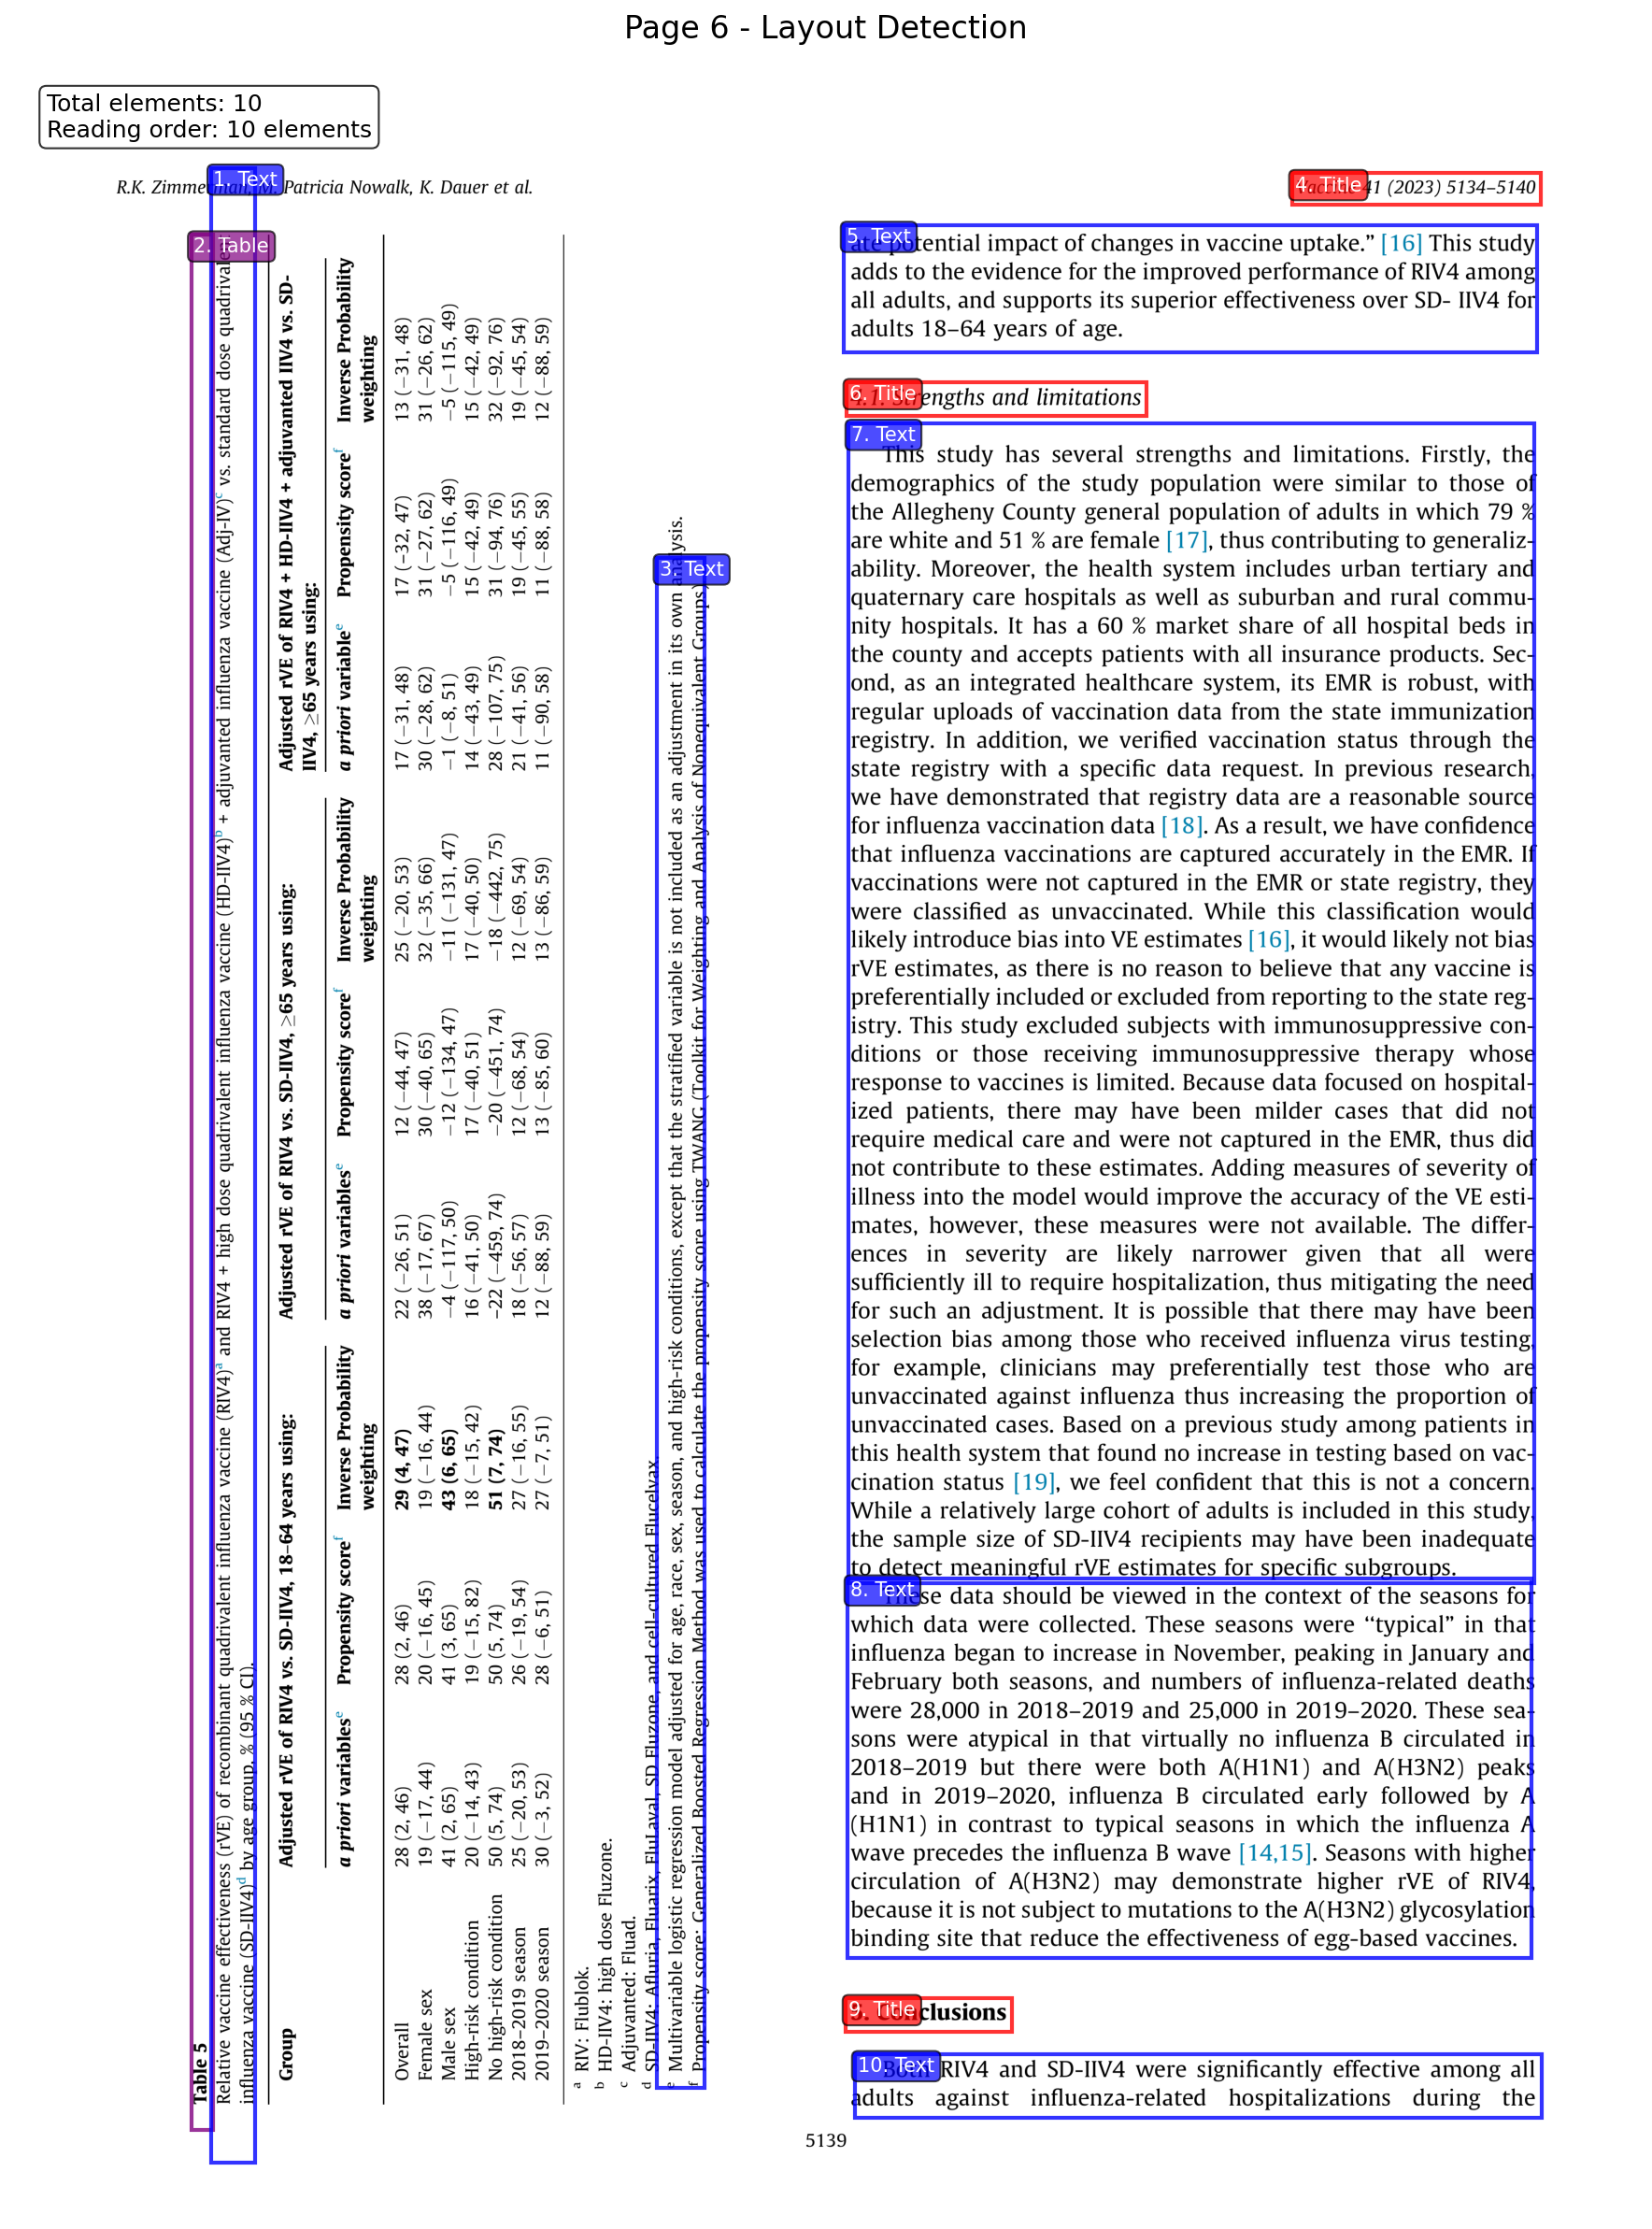 Page 6 - Layout Detection
Total elements: 10
Reading order: 10 elements
R.K. Zimmerman, M. Patricia Nowalk, K. Dauer et al.
1. Text
2. Table
Table 5
Relative vaccine effectiveness (rVE) of recombinant quadrivalent influenza vaccine (RIV4)a and RIV4 + high dose quadrivalent influenza vaccine (HD-IIV4)b + adjuvanted influenza vaccine (Adj-IV)c vs. standard dose quadrivalent
influenza vaccine (SD-IIV4)d by age group, % (95 % CI).
Group Adjusted rVE of RIV4 vs. SD-IIV4, 18–64 years using: Adjusted rVE of RIV4 vs. SD-IIV4, ≥65 years using: Adjusted rVE of RIV4 + HD-IIV4 + adjuvanted IIV4 vs. SD-
IIV4, ≥65 years using:
a priori variablese Propensity scoref Inverse Probability a priori variablese Propensity scoref Inverse Probability a priori variablee Propensity scoref Inverse Probability
weighting weighting weighting
Overall 28 (2, 46) 28 (2, 46) 29 (4, 47) 22 (−26, 51) 12 (−44, 47) 25 (−20, 53) 17 (−31, 48) 17 (−32, 47) 13 (−31, 48)
Female sex 19 (−17, 44) 20 (−16, 45) 19 (−16, 44) 38 (−17, 67) 30 (−40, 65) 32 (−35, 66) 30 (−28, 62) 31 (−27, 62) 31 (−26, 62)
Male sex 41 (2, 65) 41 (3, 65) 43 (6, 65) −4 (−117, 50) −12 (−134, 47) −11 (−131, 47) −1 (−8, 51) −5 (−116, 49) −5 (−115, 49)
High-risk condition 20 (−14, 43) 19 (−15, 82) 18 (−15, 42) 16 (−41, 50) 17 (−40, 51) 17 (−40, 50) 14 (−43, 49) 15 (−42, 49) 15 (−42, 49)
No high-risk condition 50 (5, 74) 50 (5, 74) 51 (7, 74) −22 (−459, 74) −20 (−451, 74) −18 (−442, 75) 28 (−107, 75) 31 (−94, 76) 32 (−92, 76)
2018–2019 season 25 (−20, 53) 26 (−19, 54) 27 (−16, 55) 18 (−56, 57) 12 (−68, 54) 12 (−69, 54) 21 (−41, 56) 19 (−45, 55) 19 (−45, 54)
2019–2020 season 30 (−3, 52) 28 (−6, 51) 27 (−7, 51) 12 (−88, 59) 13 (−85, 60) 13 (−86, 59) 11 (−90, 58) 11 (−88, 58) 12 (−88, 59)
a RIV: Flublok.
b HD-IIV4: high dose Fluzone.
c Adjuvanted: Fluad.
d SD-IIV4: Afluria, Fluarix, FluLaval, SD Fluzone, and cell-cultured Flucelvax.
3. Text
e Multivariable logistic regression model adjusted for age, race, sex, season, and high-risk conditions, except that the stratified variable is not included as an adjustment in its own analysis.
f Propensity score: Generalized Boosted Regression Method was used to calculate the propensity score using TWANG (Toolkit for Weighting and Analysis of Nonequivalent Groups)
4. Title
Vaccine 41 (2023) 5134–5140
5. Text
ate potential impact of changes in vaccine uptake.” [16] This study
adds to the evidence for the improved performance of RIV4 among
all adults, and supports its superior effectiveness over SD- IIV4 for
adults 18–64 years of age.
6. Title
4.1. Strengths and limitations
7. Text
This study has several strengths and limitations. Firstly, the
demographics of the study population were similar to those of
the Allegheny County general population of adults in which 79 %
are white and 51 % are female [17], thus contributing to generaliz-
ability. Moreover, the health system includes urban tertiary and
quaternary care hospitals as well as suburban and rural commu-
nity hospitals. It has a 60 % market share of all hospital beds in
the county and accepts patients with all insurance products. Sec-
ond, as an integrated healthcare system, its EMR is robust, with
regular uploads of vaccination data from the state immunization
registry. In addition, we verified vaccination status through the
state registry with a specific data request. In previous research,
we have demonstrated that registry data are a reasonable source
for influenza vaccination data [18]. As a result, we have confidence
that influenza vaccinations are captured accurately in the EMR. If
vaccinations were not captured in the EMR or state registry, they
were classified as unvaccinated. While this classification would
likely introduce bias into VE estimates [16], it would likely not bias
rVE estimates, as there is no reason to believe that any vaccine is
preferentially included or excluded from reporting to the state reg-
istry. This study excluded subjects with immunosuppressive con-
ditions or those receiving immunosuppressive therapy whose
response to vaccines is limited. Because data focused on hospital-
ized patients, there may have been milder cases that did not
require medical care and were not captured in the EMR, thus did
not contribute to these estimates. Adding measures of severity of
illness into the model would improve the accuracy of the VE esti-
mates, however, these measures were not available. The differ-
ences in severity are likely narrower given that all were
sufficiently ill to require hospitalization, thus mitigating the need
for such an adjustment. It is possible that there may have been
selection bias among those who received influenza virus testing,
for example, clinicians may preferentially test those who are
unvaccinated against influenza thus increasing the proportion of
unvaccinated cases. Based on a previous study among patients in
this health system that found no increase in testing based on vac-
cination status [19], we feel confident that this is not a concern.
While a relatively large cohort of adults is included in this study,
the sample size of SD-IIV4 recipients may have been inadequate
to detect meaningful rVE estimates for specific subgroups.
8. Text
These data should be viewed in the context of the seasons for
which data were collected. These seasons were “typical” in that
influenza began to increase in November, peaking in January and
February both seasons, and numbers of influenza-related deaths
were 28,000 in 2018–2019 and 25,000 in 2019–2020. These sea-
sons were atypical in that virtually no influenza B circulated in
2018–2019 but there were both A(H1N1) and A(H3N2) peaks
and in 2019–2020, influenza B circulated early followed by A
(H1N1) in contrast to typical seasons in which the influenza A
wave precedes the influenza B wave [14,15]. Seasons with higher
circulation of A(H3N2) may demonstrate higher rVE of RIV4,
because it is not subject to mutations to the A(H3N2) glycosylation
binding site that reduce the effectiveness of egg-based vaccines.
9. Title
5. Conclusions
10. Text
Both RIV4 and SD-IIV4 were significantly effective among all
adults against influenza-related hospitalizations during the
5139